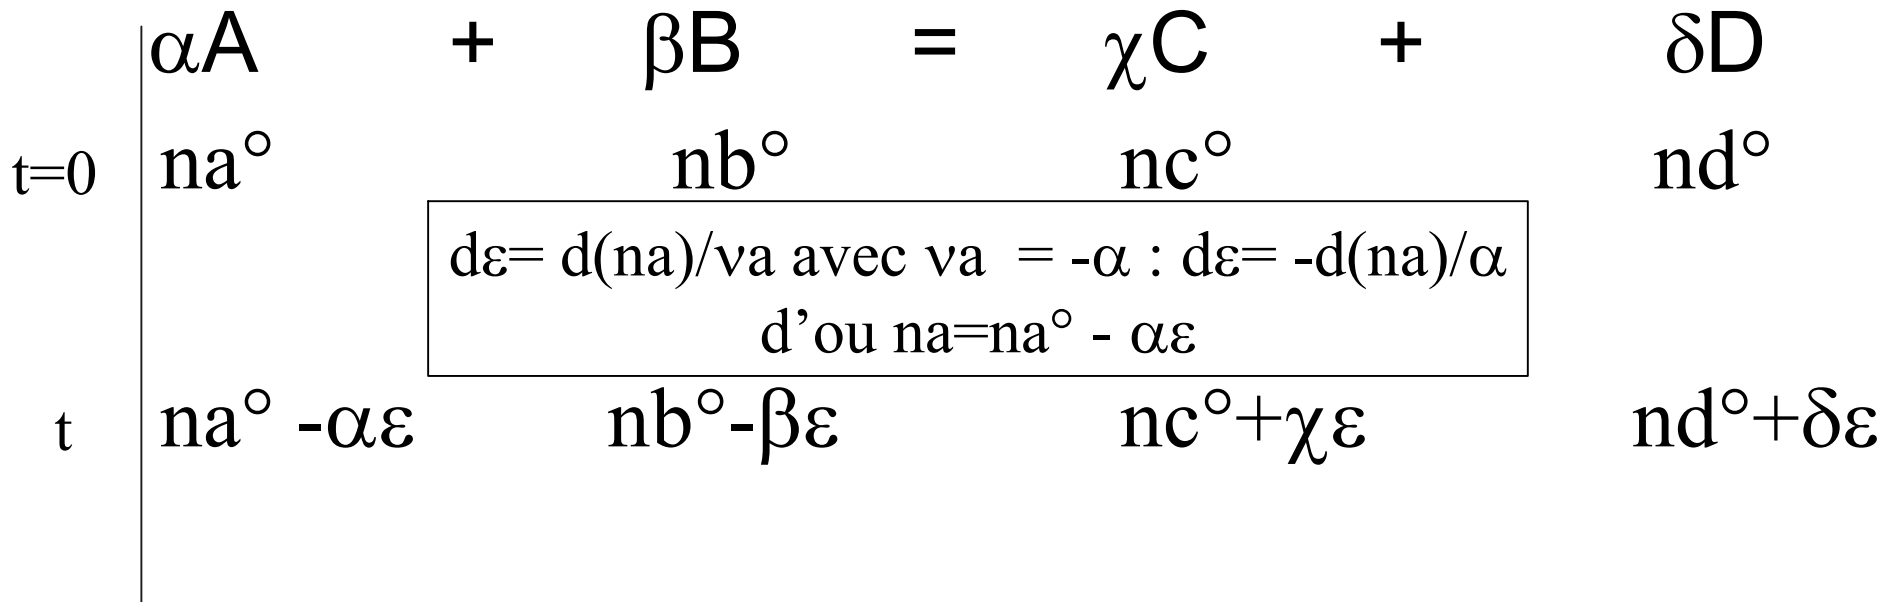 αA + βB = χC + δD
t=0 na° nb° nc° nd°
dε= d(na)/νa avec νa = -α : dε= -d(na)/α
d’ou na=na° - αε
t na° -αε nb°-βε nc°+χε nd°+δε